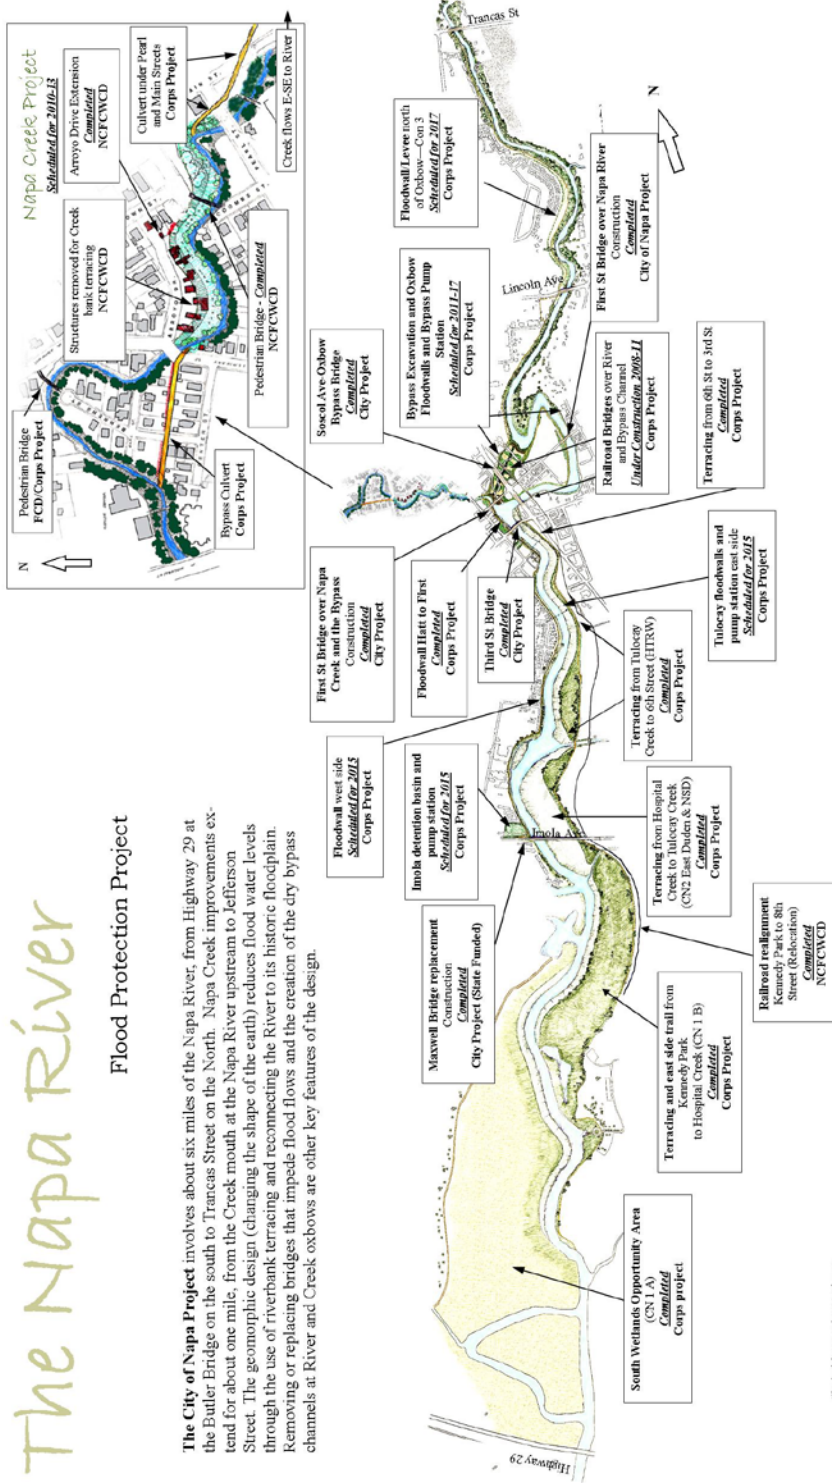 The Napa River
Flood Protection Project
The City of Napa Project involves about six miles of the Napa River, from Highway 29 at
the Butler Bridge on the south to Trancas Street on the North. Napa Creek improvements ex-
tend for about one mile, from the Creek mouth at the Napa River upstream to Jefferson
Street. The geomorphic design (changing the shape of the earth) reduces flood water levels
through the use of riverbank terracing and reconnecting the River to its historic floodplain.
Removing or replacing bridges that impede flood flows and the creation of the dry bypass
channels at River and Creek oxbows are other key features of the design.
Napa Creek Project
Scheduled for 2010-13
N
Pedestrian Bridge
FCD/Corps Project
Structures removed for Creek
bank terracing
NCFCWCD
Arroyo Drive Extension
Completed
NCFCWCD
Culvert under Pearl
and Main Streets
Corps Project
Bypass Culvert
Corps Project
Pedestrian Bridge - Completed
NCFCWCD
Creek flows E-SE to River
Floodwall west side
Scheduled for 2015
Corps Project
First St Bridge over Napa
Creek and the Bypass
Construction
Completed
City Project
Soscol Ave-Oxbow
Bypass Bridge
Completed
City Project
Bypass Excavation and Oxbow
Floodwalls and Bypass Pump
Station
Scheduled for 2011-17
Corps Project
Floodwall/Levee north
of Oxbow—Con 3
Scheduled for 2017
Corps Project
Trancas St
Imola detention basin and
pump station
Scheduled for 2015
Corps Project
Floodwall Hatt to First
Completed
Corps Project
Third St Bridge
Completed
City Project
Maxwell Bridge replacement
Construction
Completed
City Project (State Funded)
Imola Ave
Lincoln Ave
N
Highway 29
South Wetlands Opportunity Area
(CN 1 A)
Completed
Corps project
Terracing and east side trail from
Kennedy Park
to Hospital Creek (CN 1 B)
Completed
Corps Project
Railroad realignment
Kennedy Park to 8th
Street (Relocation)
Completed
NCFCWCD
Terracing from Hospital
Creek to Tulocay Creek
(CN2 East Duden & NSD)
Completed
Corps Project
Terracing from Tulocay
Creek to 6th Street (HTRW)
Completed
Corps Project
Tulocay floodwalls and
pump station east side
Scheduled for 2015
Corps Project
Terracing from 6th St to 3rd St
Completed
Corps Project
Railroad Bridges over River
and Bypass Channel
Under Construction 2008-11
Corps Project
First St Bridge over Napa River
Construction
Completed
City of Napa Project